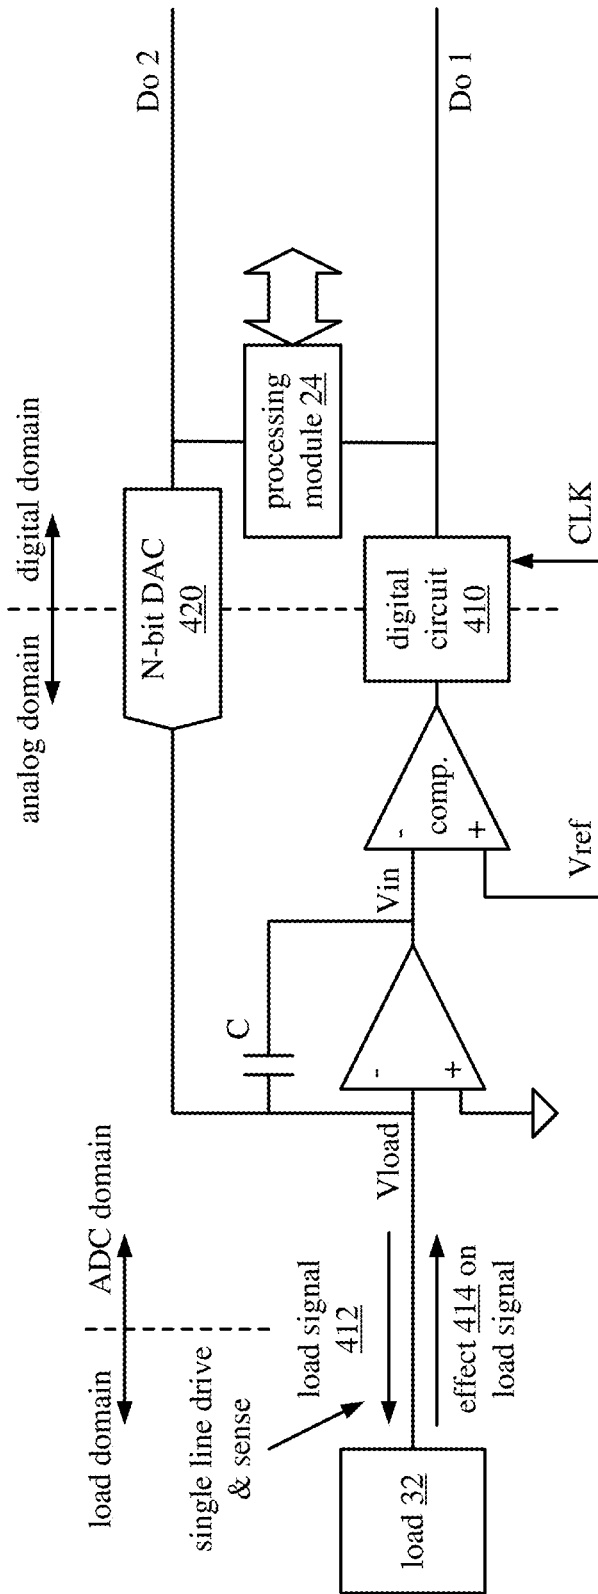 load domain
ADC domain
analog domain
digital domain
single line drive
& sense
load signal
412
effect 414 on
load signal
load 32
Vload
C
-
+
Vin
-
+
comp.
Vref
N-bit DAC
420
digital
circuit
410
CLK
processing
module 24
Do 2
Do 1